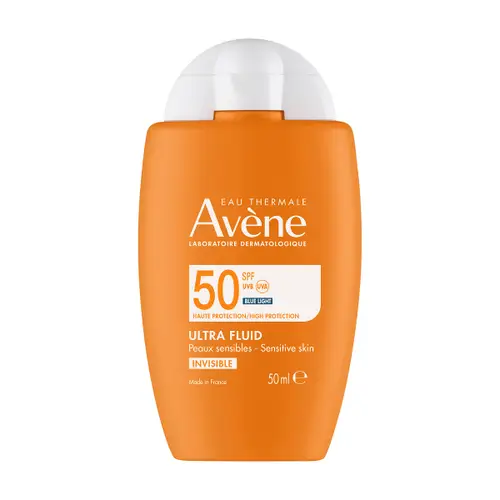 EAU THERMALE
Avène
LABORATOIRE DERMATOLOGIQUE
50 SPF
UVB UVA
BLUE LIGHT
HAUTE PROTECTION/HIGH PROTECTION
ULTRA FLUID
Peaux sensibles - Sensitive skin
INVISIBLE
Made in France
50 ml ℮